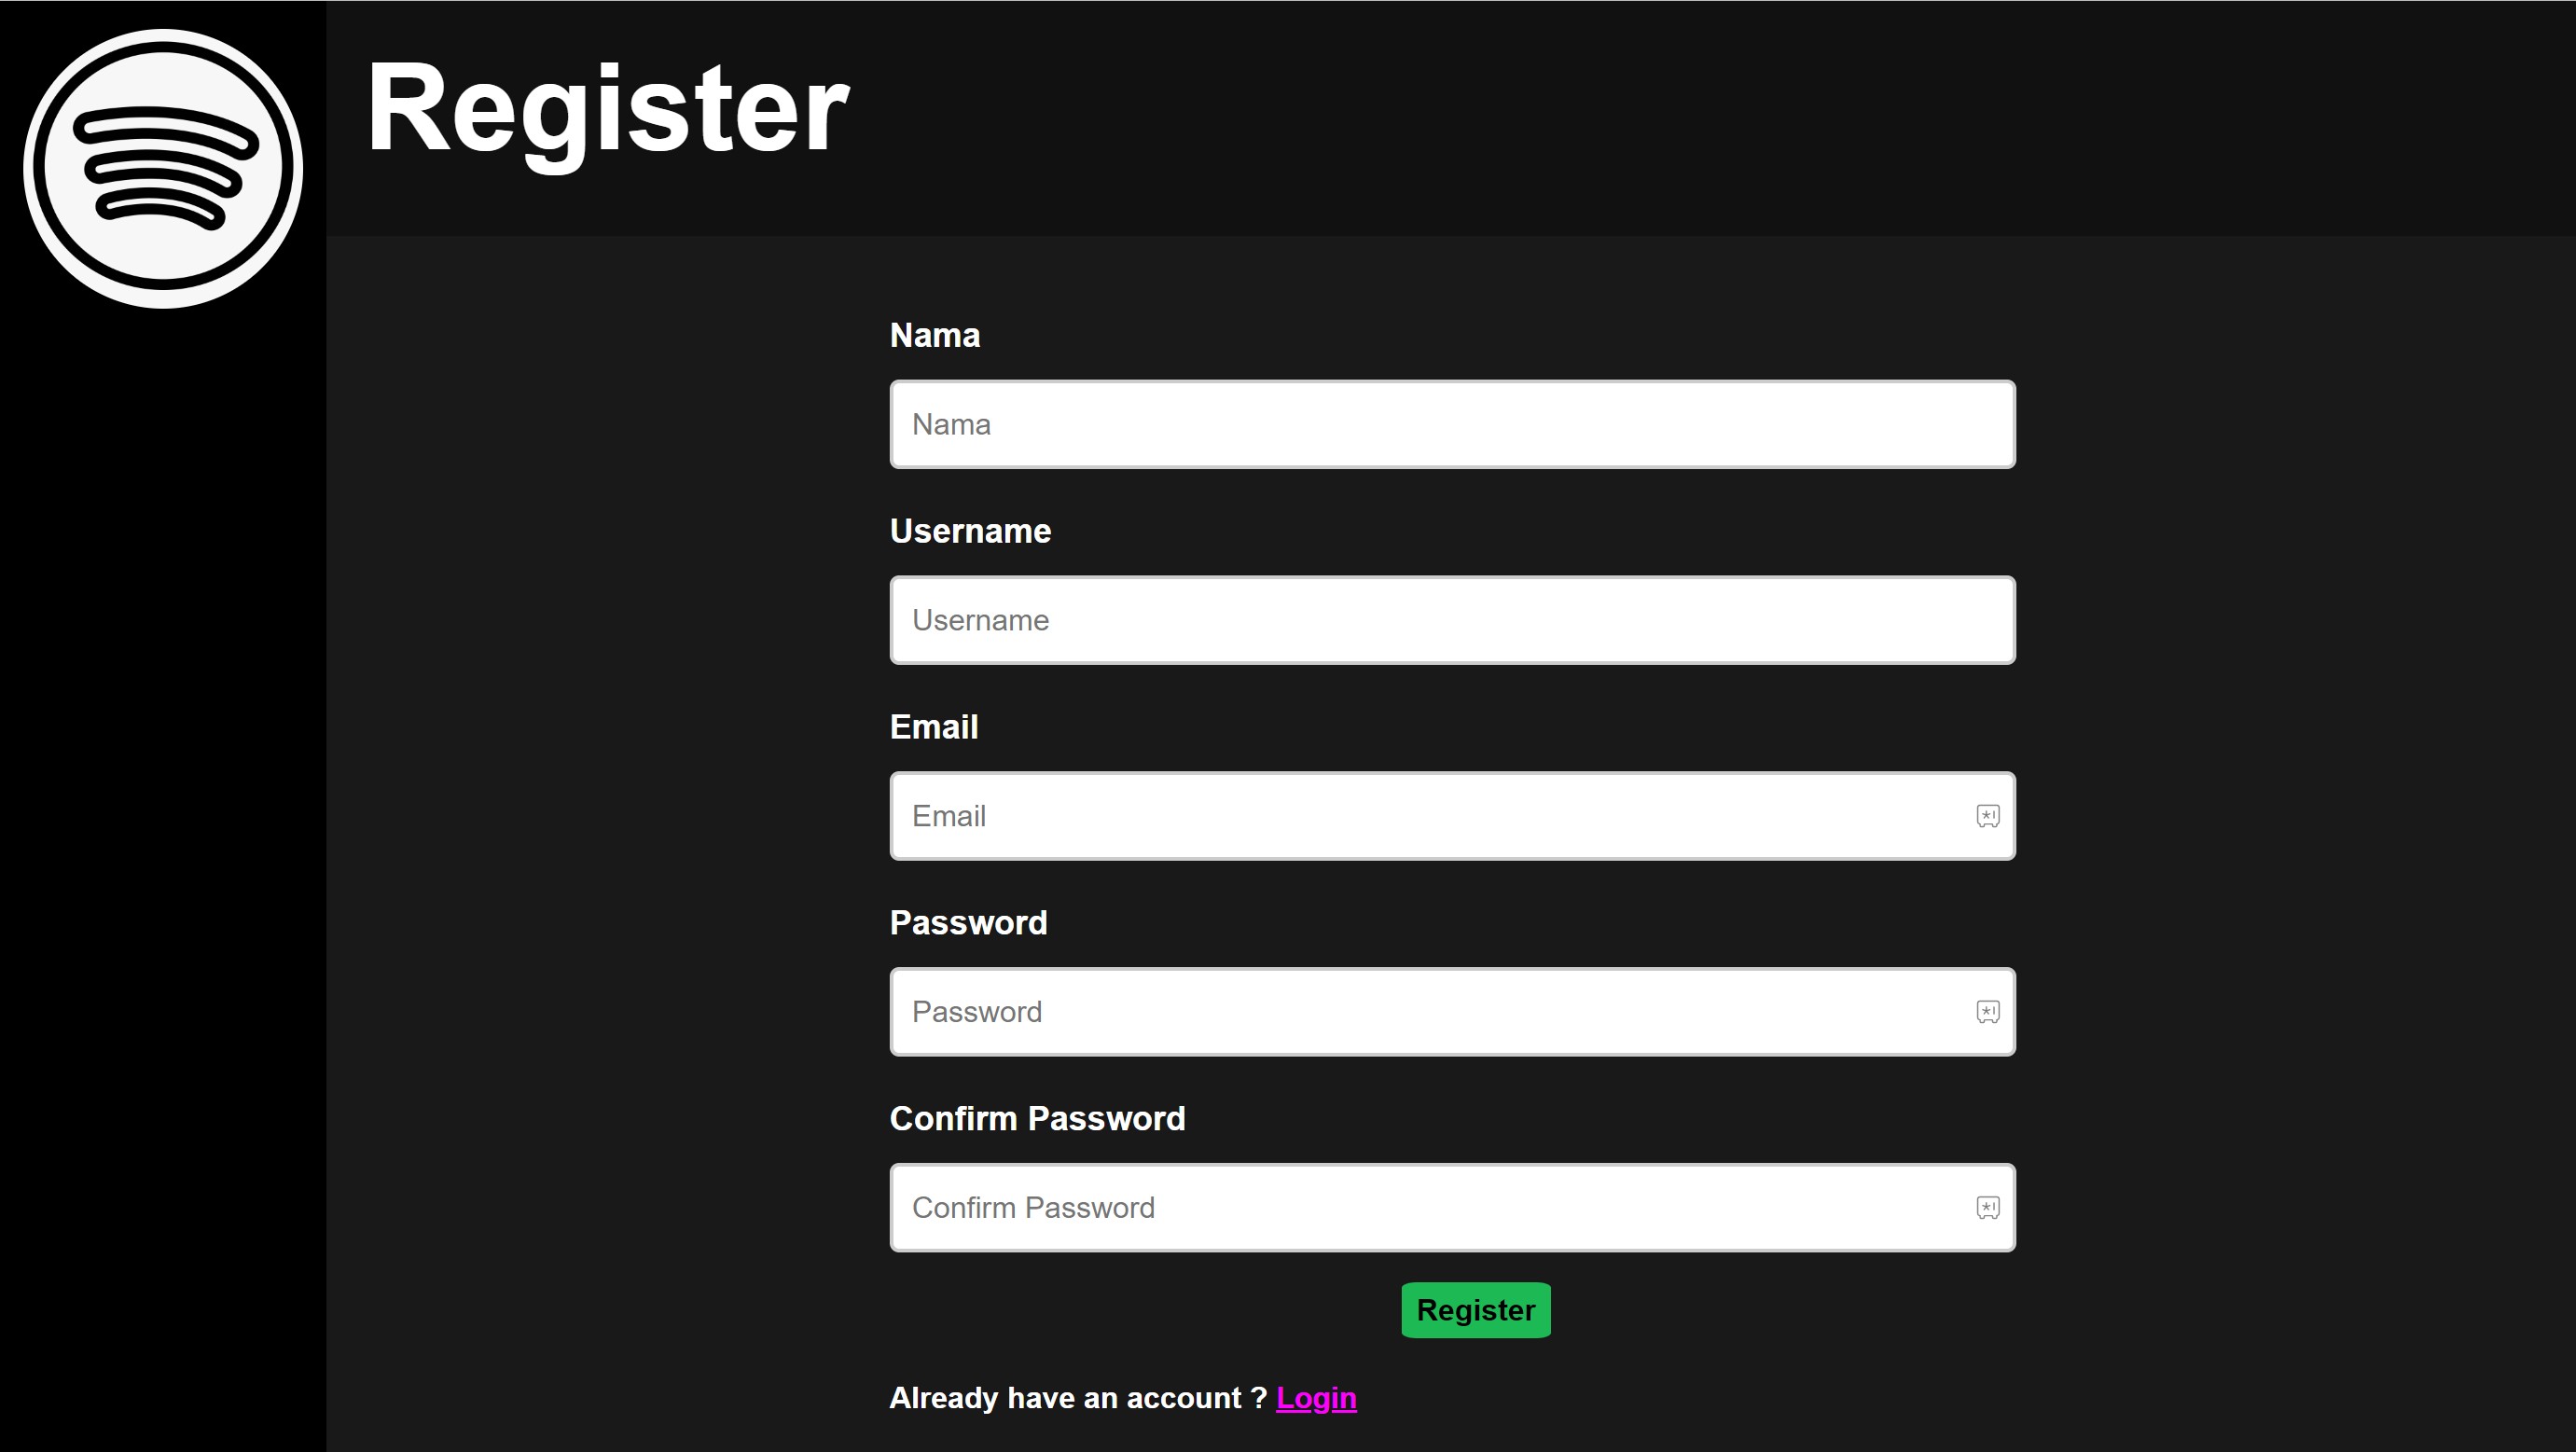 Register
Nama
Nama
Username
Username
Email
Email
Password
Password
Confirm Password
Confirm Password
Register
Already have an account ? Login